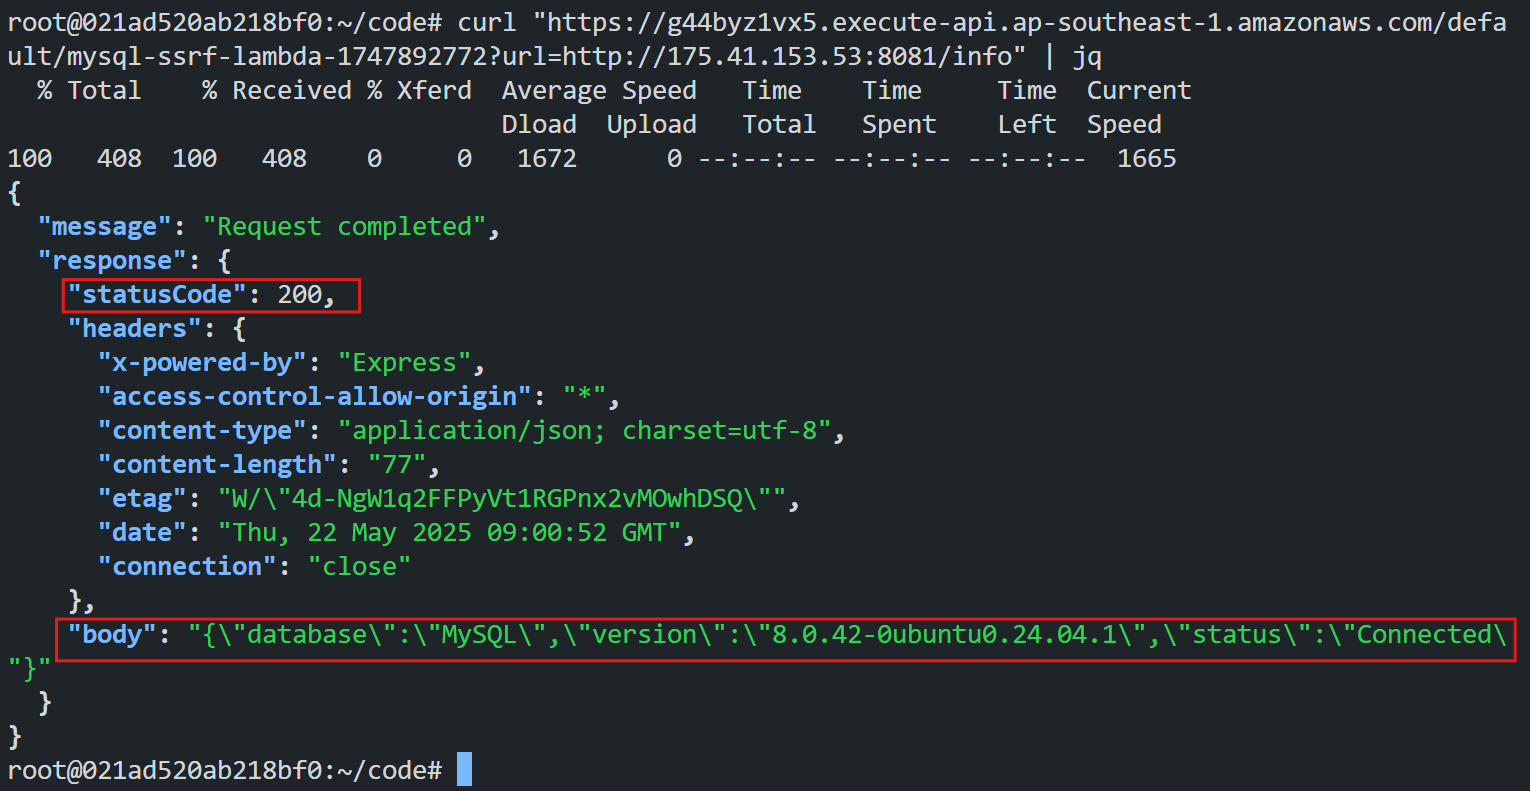 root@021ad520ab218bf0:~/code# curl "https://g44byz1vx5.execute-api.ap-southeast-1.amazonaws.com/defa
ult/mysql-ssrf-lambda-1747892772?url=http://175.41.153.53:8081/info" | jq
  % Total    % Received % Xferd  Average Speed   Time    Time     Time  Current
                                 Dload  Upload   Total   Spent    Left  Speed
100   408  100   408    0     0   1672      0 --:--:-- --:--:-- --:--:--  1665
{
  "message": "Request completed",
  "response": {
    "statusCode": 200,
    "headers": {
      "x-powered-by": "Express",
      "access-control-allow-origin": "*",
      "content-type": "application/json; charset=utf-8",
      "content-length": "77",
      "etag": "W/\"4d-NgW1q2FFPyVt1RGPnx2vMOwhDSQ\"",
      "date": "Thu, 22 May 2025 09:00:52 GMT",
      "connection": "close"
    },
    "body": "{\"database\":\"MySQL\",\"version\":\"8.0.42-0ubuntu0.24.04.1\",\"status\":\"Connected\
"}"
  }
}
root@021ad520ab218bf0:~/code#